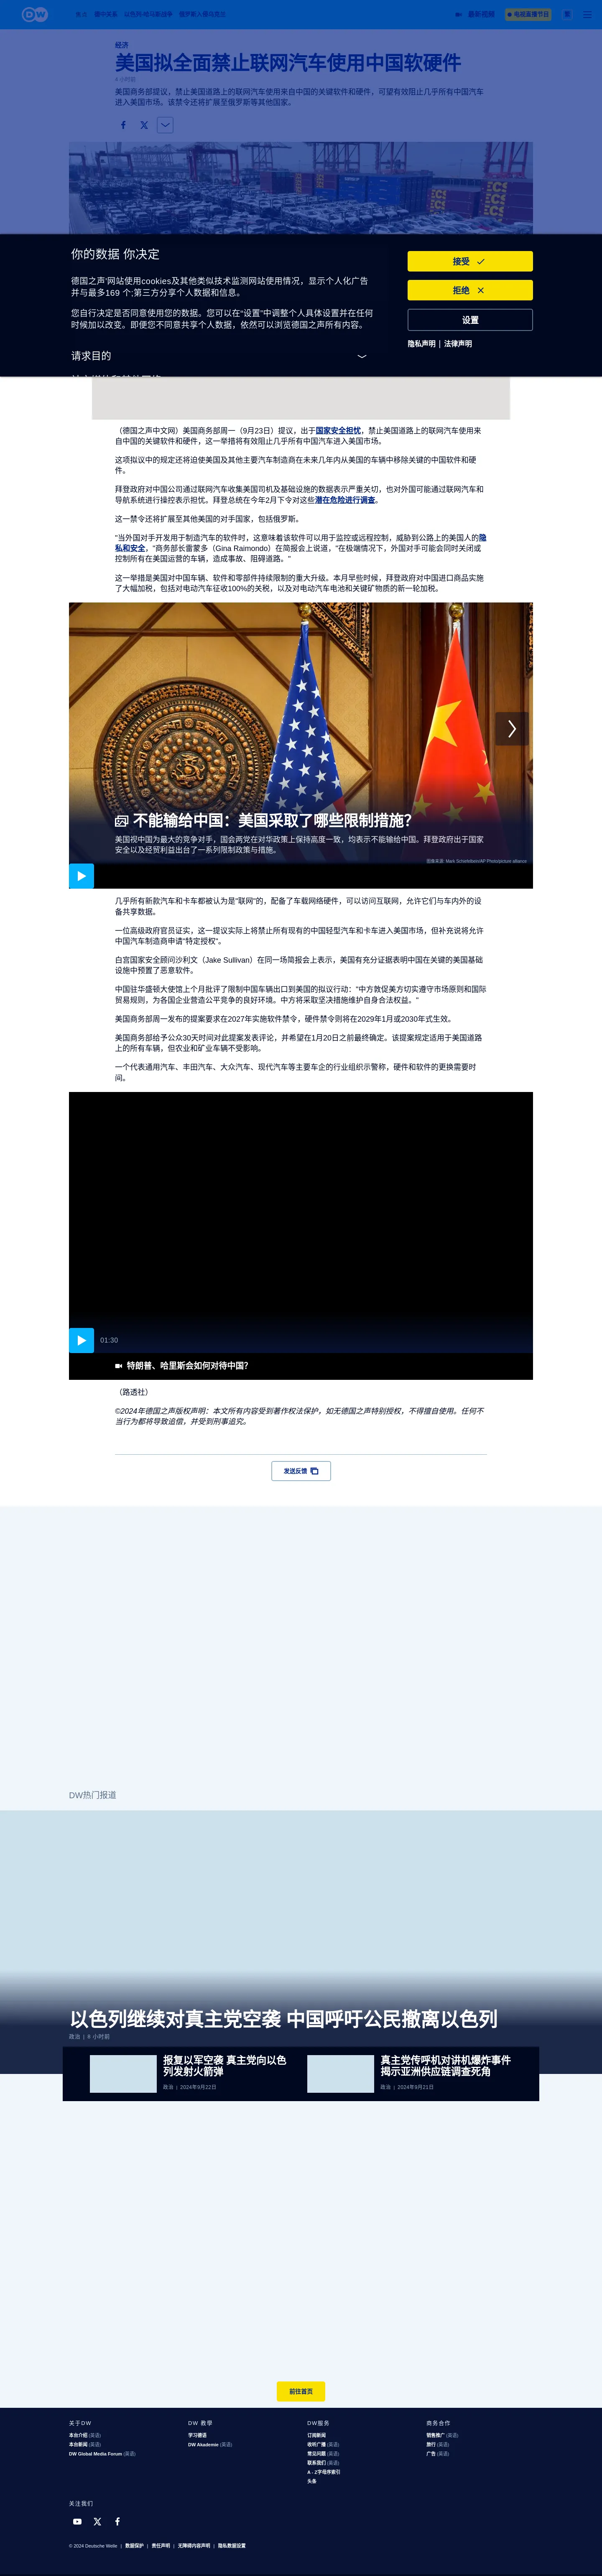 德中关系
以色列-哈马斯战争
俄罗斯入侵乌克兰
最新视频
电视直播节目
繁
经济
美国拟全面禁止联网汽车使用中国软硬件
美国商务部提议，禁止美国道路上的联网汽车使用来自中国的关键软件和硬件，可望有效阻止几乎所有中国汽车
进入美国市场。该禁令还将扩展至俄罗斯等其他国家。
你的数据 你决定
德国之声'网站使用cookies及其他类似技术监测网站使用情况，显示个人化广告
并与最多169 个;第三方分享个人数据和信息。
您自行决定是否同意使用您的数据。您可以在"设置"中调整个人具体设置并在任何
时候加以改变。即便您不同意共享个人数据，依然可以浏览德国之声所有内容。
请求目的
接受
拒绝
设置
隐私声明 | 法律声明
（德国之声中文网）美国商务部周一（9月23日）提议，出于国家安全担忧，禁止美国道路上的联网汽车使用来
自中国的关键软件和硬件，这一举措将有效阻止几乎所有中国汽车进入美国市场。
这项拟议中的规定还将迫使美国及其他主要汽车制造商在未来几年内从美国的车辆中移除关键的中国软件和硬
件。
拜登政府对中国公司通过联网汽车收集美国司机及基础设施的数据表示严重关切，也对外国可能通过联网汽车和
导航系统进行操控表示担忧。拜登总统在今年2月下令对这些潜在危险进行调查。
这一禁令还将扩展至其他美国的对手国家，包括俄罗斯。
"当外国对手开发用于制造汽车的软件时，这意味着该软件可以用于监控或远程控制，威胁到公路上的美国人的隐
私和安全，"商务部长雷蒙多（Gina Raimondo）在简报会上说道，"在极端情况下，外国对手可能会同时关闭或
控制所有在美国运营的车辆，造成事故、阻碍道路。"
这一举措是美国对中国车辆、软件和零部件持续限制的重大升级。本月早些时候，拜登政府对中国进口商品实施
了大幅加税，包括对电动汽车征收100%的关税，以及对电动汽车电池和关键矿物质的新一轮加税。
不能输给中国：美国采取了哪些限制措施？
美国视中国为最大的竞争对手，国会两党在对华政策上保持高度一致，均表示不能输给中国。拜登政府出于国家
安全以及经贸利益出台了一系列限制政策与措施。
图像来源: Mark Schiefelbein/AP Photo/picture alliance
几乎所有新款汽车和卡车都被认为是"联网"的，配备了车载网络硬件，可以访问互联网，允许它们与车内外的设
备共享数据。
一位高级政府官员证实，这一提议实际上将禁止所有现有的中国轻型汽车和卡车进入美国市场，但补充说将允许
中国汽车制造商申请"特定授权"。
白宫国家安全顾问沙利文（Jake Sullivan）在同一场简报会上表示，美国有充分证据表明中国在关键的美国基础
设施中预置了恶意软件。
中国驻华盛顿大使馆上个月批评了限制中国车辆出口到美国的拟议行动："中方敦促美方切实遵守市场原则和国际
贸易规则，为各国企业营造公平竞争的良好环境。中方将采取坚决措施维护自身合法权益。"
美国商务部周一发布的提案要求在2027年实施软件禁令，硬件禁令则将在2029年1月或2030年式生效。
美国商务部给予公众30天时间对此提案发表评论，并希望在1月20日之前最终确定。该提案规定适用于美国道路
上的所有车辆，但农业和矿业车辆不受影响。
一个代表通用汽车、丰田汽车、大众汽车、现代汽车等主要车企的行业组织示警称，硬件和软件的更换需要时
间。
01:30
特朗普、哈里斯会如何对待中国？
（路透社）
©2024年德国之声版权声明：本文所有内容受到著作权法保护，如无德国之声特别授权，不得擅自使用。任何不
当行为都将导致追偿，并受到刑事追究。
发送反馈
DW热门报道
以色列继续对真主党空袭 中国呼吁公民撤离以色列
政治 | 8 小时前
报复以军空袭 真主党向以色
列发射火箭弹
政治 | 2024年9月22日
真主党传呼机对讲机爆炸事件
揭示亚洲供应链调查死角
政治 | 2024年9月21日
前往首页
关于DW
本台介绍 (英语)
本台新闻 (英语)
DW Global Media Forum (英语)
DW 教学
学习德语
DW Akademie (英语)
DW服务
订阅新闻
收听广播 (英语)
常见问题 (英语)
联系我们 (英语)
A - Z字母序索引
头条
商务合作
销售推广 (英语)
旅行 (英语)
广告 (英语)
关注我们
© 2024 Deutsche Welle | 数据保护 | 责任声明 | 无障碍内容声明 | 隐私数据设置